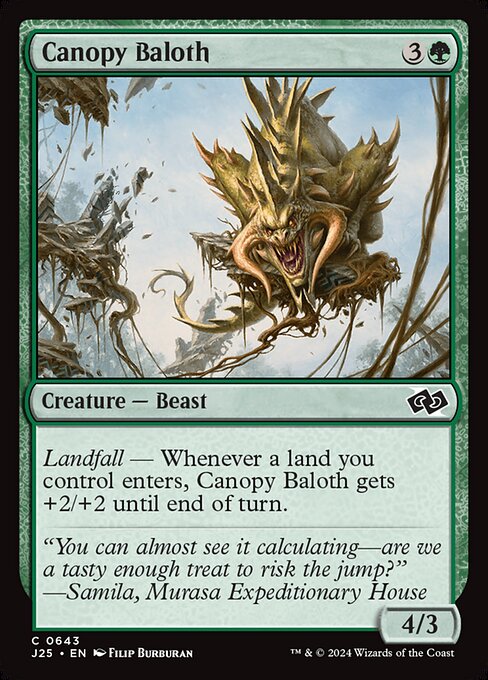 Canopy Baloth 3
Creature — Beast
Landfall — Whenever a land you
control enters, Canopy Baloth gets
+2/+2 until end of turn.
“You can almost see it calculating—are we
a tasty enough treat to risk the jump?”
—Samila, Murasa Expeditionary House
4/3
C 0643
J25 • EN Filip Burburan
™ & © 2024 Wizards of the Coast